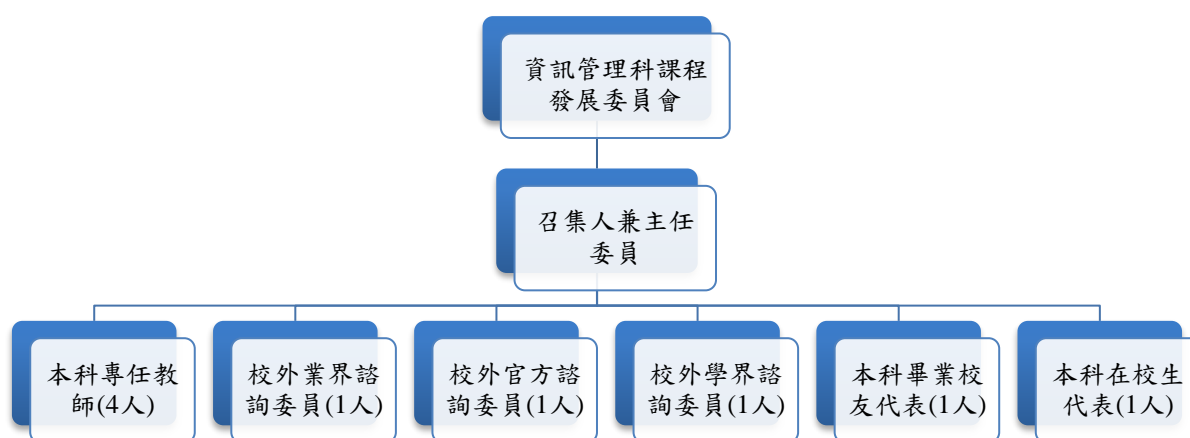 資訊管理科課程
發展委員會
召集人兼主任
委員
本科專任教
師(4人)
校外業界諮
詢委員(1人)
校外官方諮
詢委員(1人)
校外學界諮
詢委員(1人)
本科畢業校
友代表(1人)
本科在校生
代表(1人)